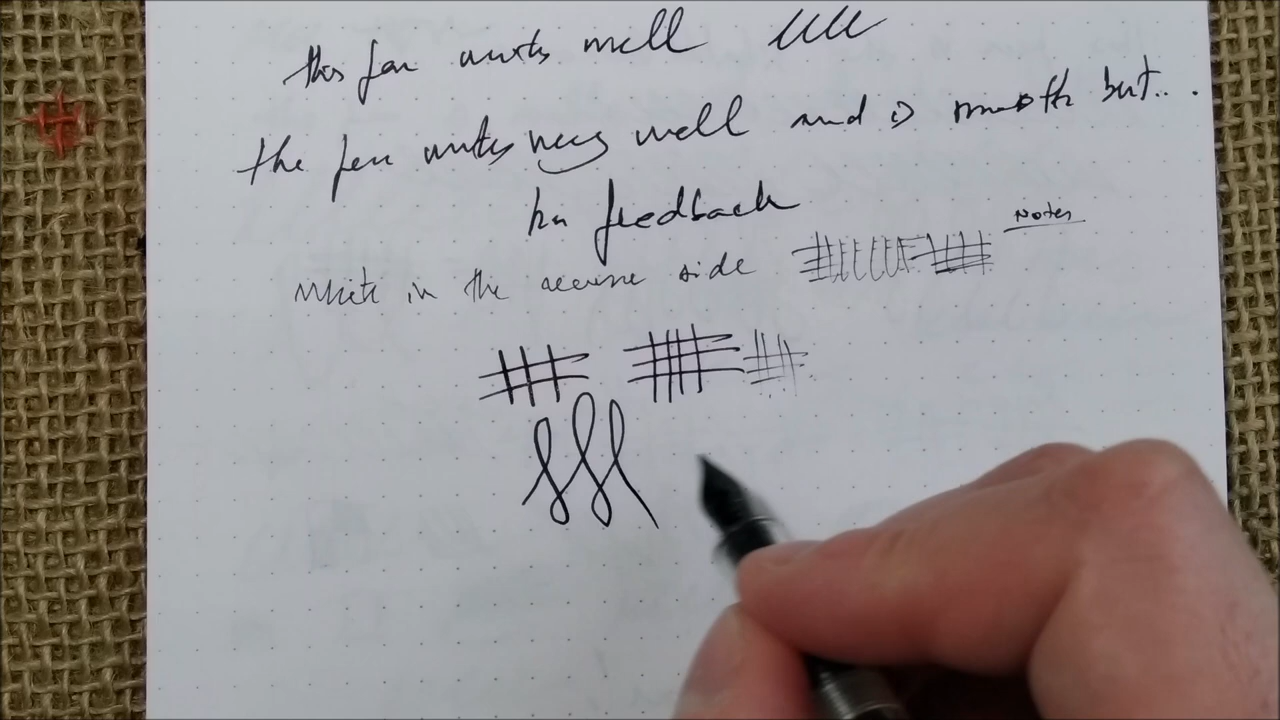 this pen writes well
the pen writes very well and is smooth but...
has feedback
write in the reverse side
Notes